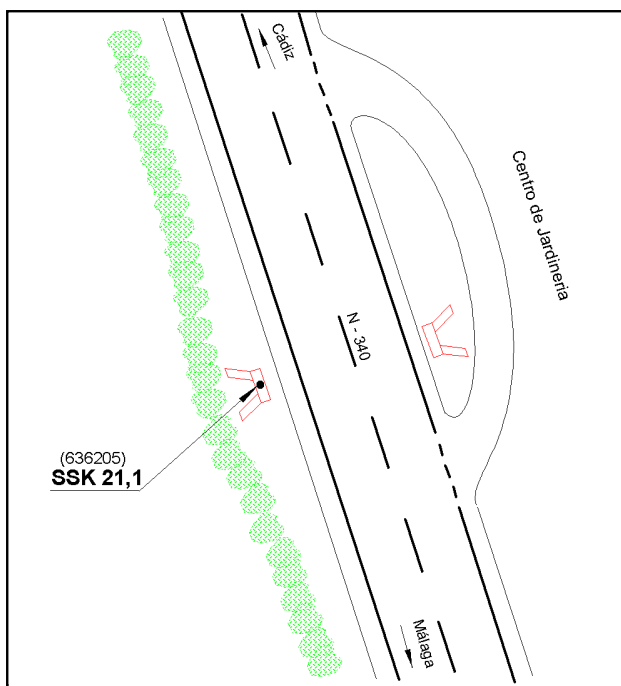 Cádiz
Centro de Jardineria
N - 340
(636205)
SSK 21,1
Málaga